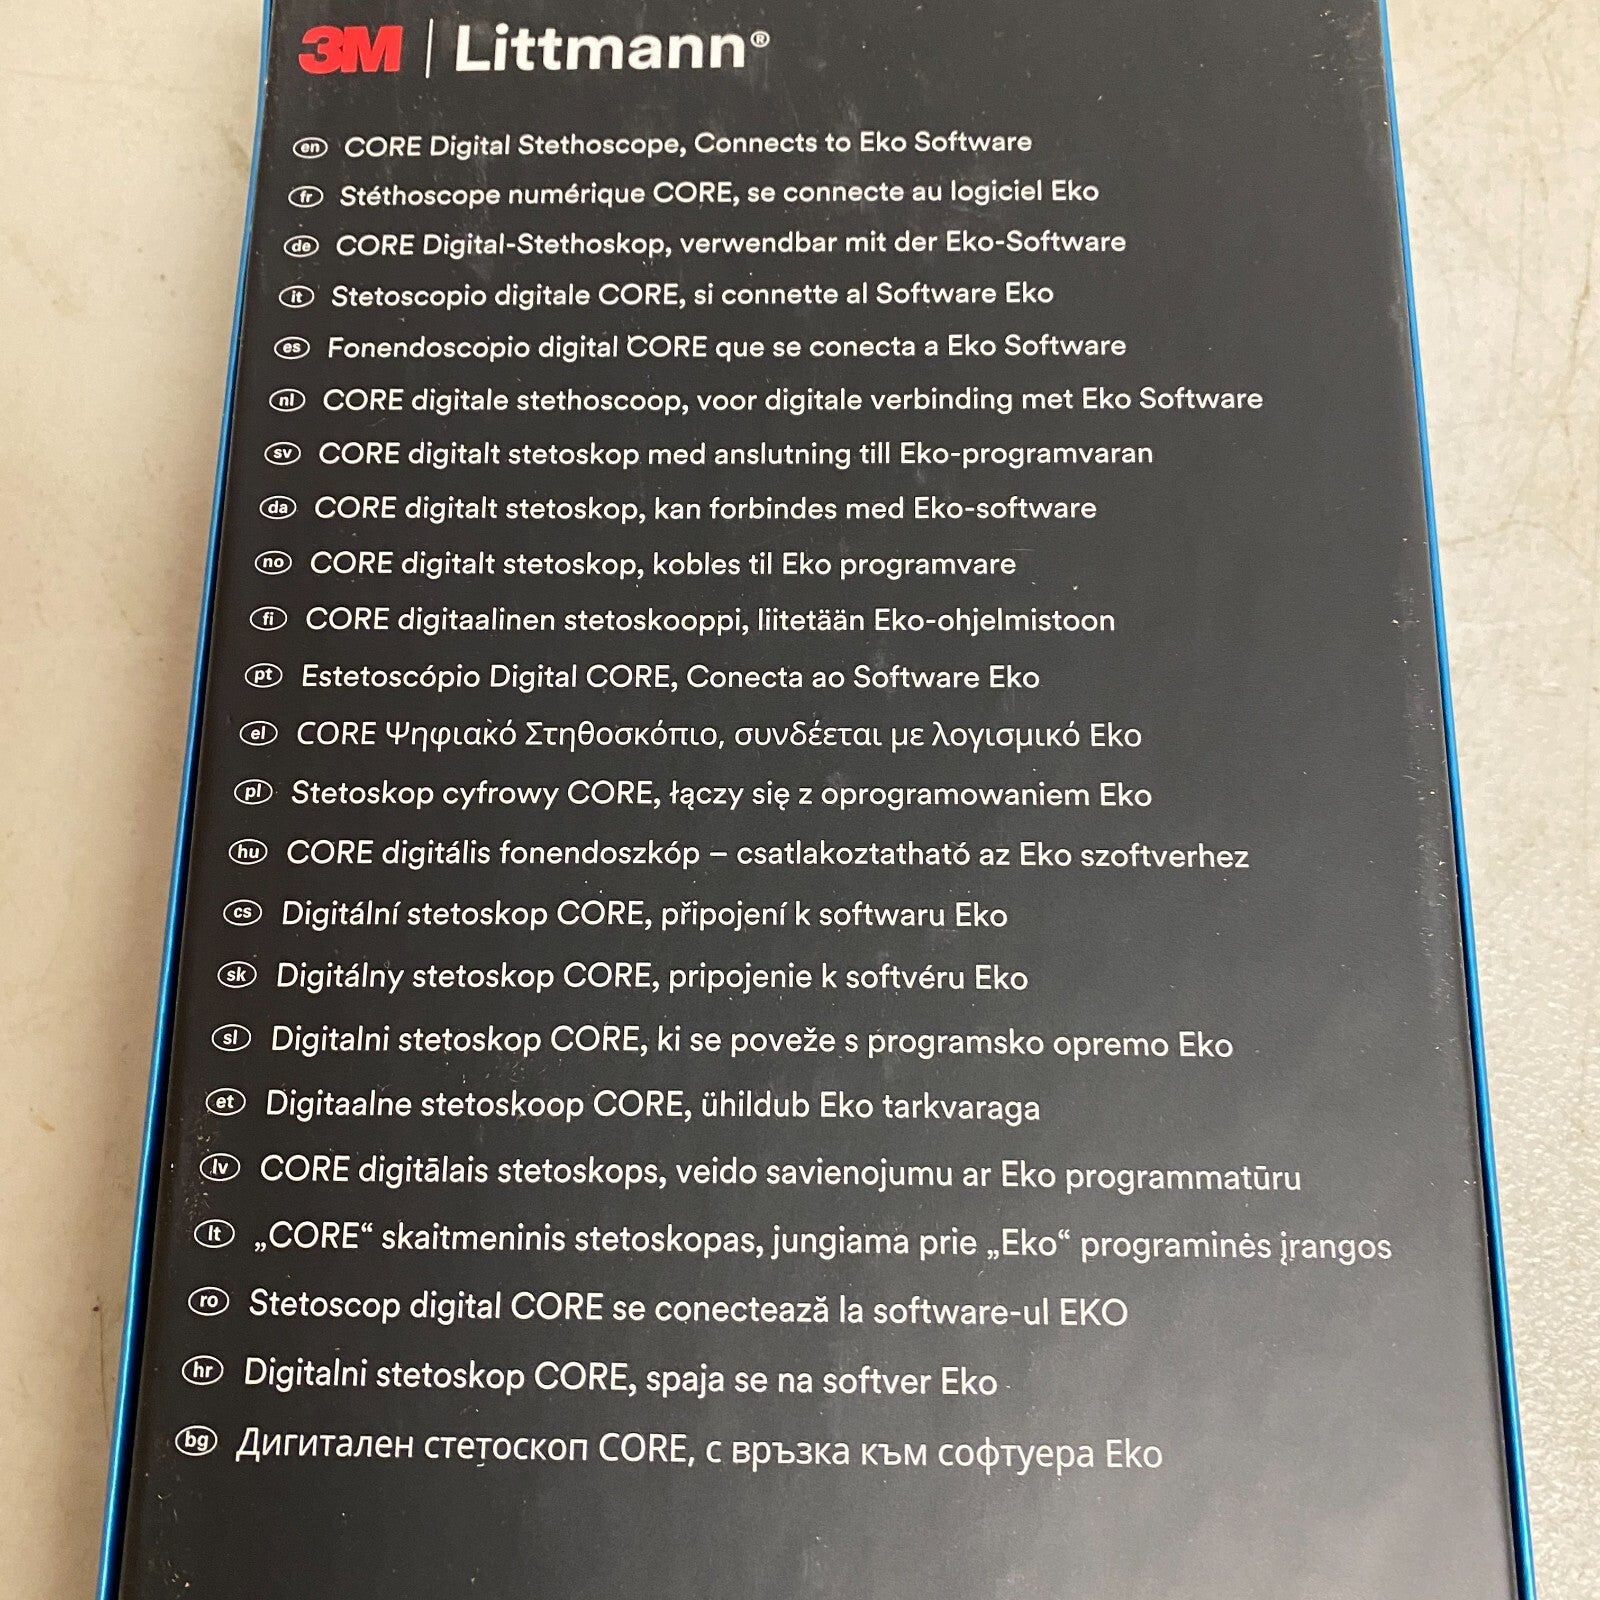 3M | Littmann®
en CORE Digital Stethoscope, Connects to Eko Software
fr Stéthoscope numérique CORE, se connecte au logiciel Eko
de CORE Digital-Stethoskop, verwendbar mit der Eko-Software
it Stetoscopio digitale CORE, si connette al Software Eko
es Fonendoscopio digital CORE que se conecta a Eko Software
nl CORE digitale stethoscoop, voor digitale verbinding met Eko Software
sv CORE digitalt stetoskop med anslutning till Eko-programvaran
da CORE digitalt stetoskop, kan forbindes med Eko-software
no CORE digitalt stetoskop, kobles til Eko programvare
fi CORE digitaalinen stetoskooppi, liitetään Eko-ohjelmistoon
pt Estetoscópio Digital CORE, Conecta ao Software Eko
el CORE Ψηφιακό Στηθοσκόπιο, συνδέεται με λογισμικό Eko
pl Stetoskop cyfrowy CORE, łączy się z oprogramowaniem Eko
hu CORE digitális fonendoszkóp – csatlakoztatható az Eko szoftverhez
cs Digitální stetoskop CORE, připojení k softwaru Eko
sk Digitálny stetoskop CORE, pripojenie k softvéru Eko
sl Digitalni stetoskop CORE, ki se poveže s programsko opremo Eko
et Digitaalne stetoskoop CORE, ühildub Eko tarkvaraga
lv CORE digitālais stetoskops, veido savienojumu ar Eko programmatūru
lt „CORE“ skaitmeninis stetoskopas, jungiama prie „Eko“ programinės įrangos
ro Stetoscop digital CORE se conectează la software-ul EKO
hr Digitalni stetoskop CORE, spaja se na softver Eko
bg Дигитален стетоскоп CORE, с връзка към софтуера Eko